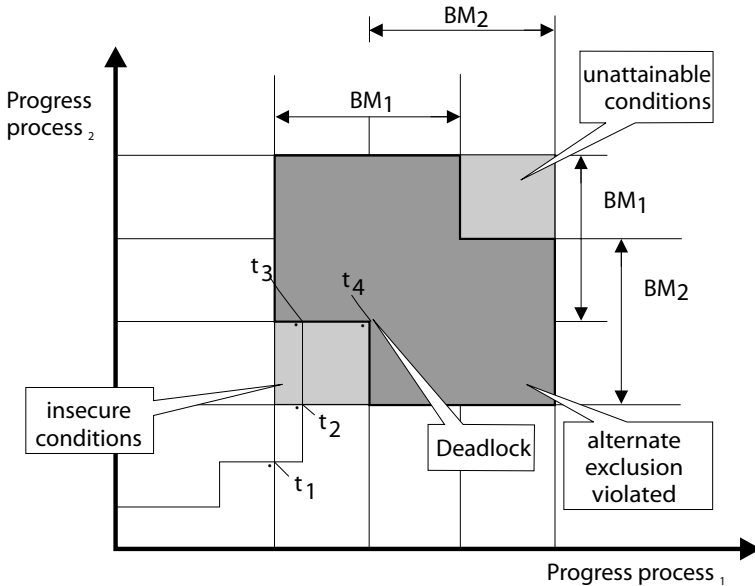 BM₂
unattainable
conditions
Progress
process ₂
BM₁
BM₁
t₃
t₄
BM₂
insecure
conditions
t₂
Deadlock
alternate
exclusion
violated
t₁
Progress process ₁